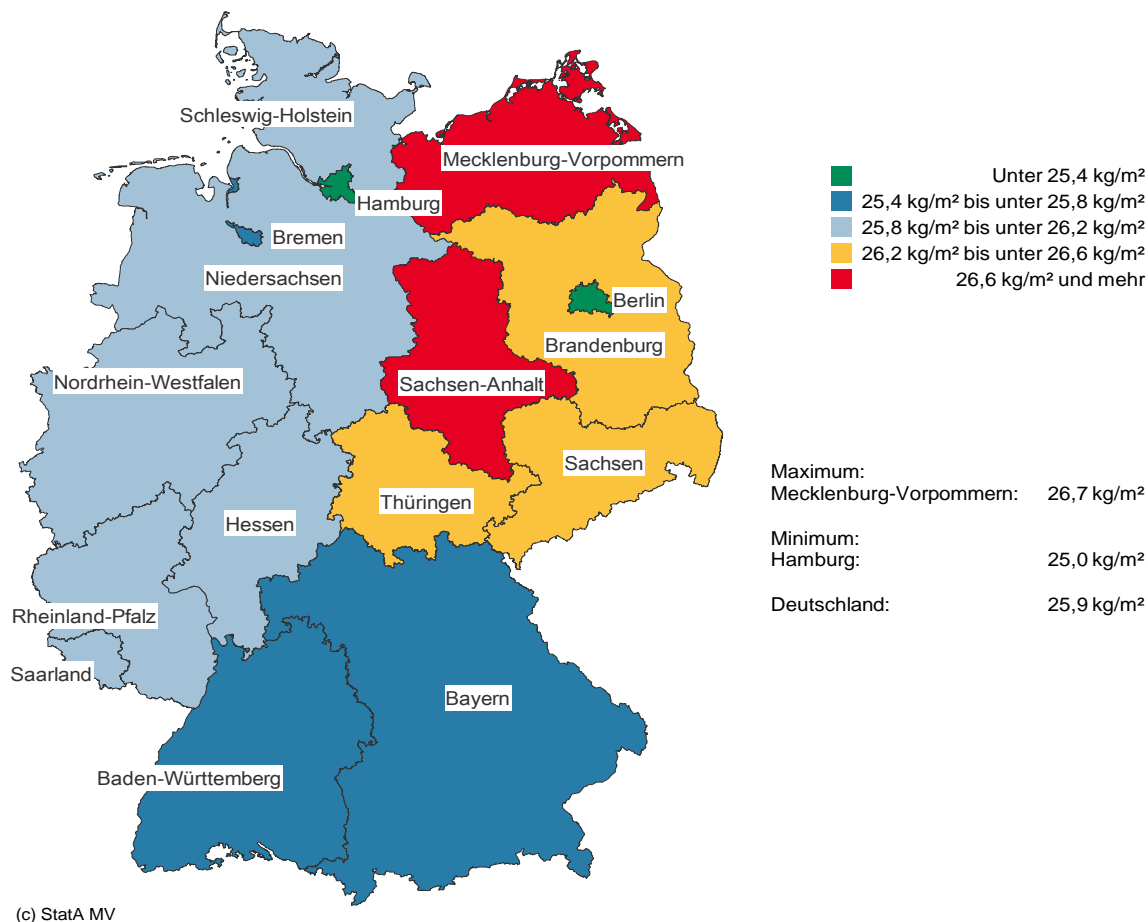 Schleswig-Holstein
Mecklenburg-Vorpommern
Hamburg
Bremen
Niedersachsen
Berlin
Brandenburg
Nordrhein-Westfalen
Sachsen-Anhalt
Sachsen
Thüringen
Hessen
Rheinland-Pfalz
Saarland
Bayern
Baden-Württemberg
Unter 25,4 kg/m²
25,4 kg/m² bis unter 25,8 kg/m²
25,8 kg/m² bis unter 26,2 kg/m²
26,2 kg/m² bis unter 26,6 kg/m²
26,6 kg/m² und mehr
Maximum:
Mecklenburg-Vorpommern: 26,7 kg/m²
Minimum:
Hamburg: 25,0 kg/m²
Deutschland: 25,9 kg/m²
(c) StatA MV